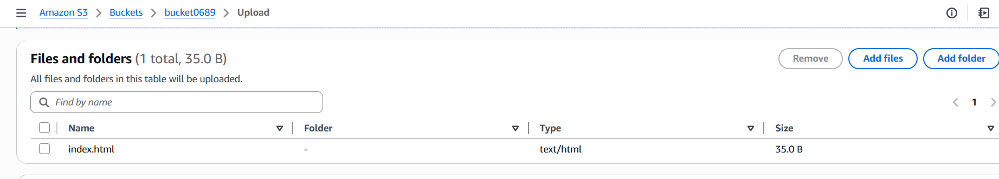 Amazon S3 > Buckets > bucket0689 > Upload
Files and folders (1 total, 35.0 B)
Remove Add files Add folder
All files and folders in this table will be uploaded.
Find by name
1
Name Folder Type Size
index.html - text/html 35.0 B